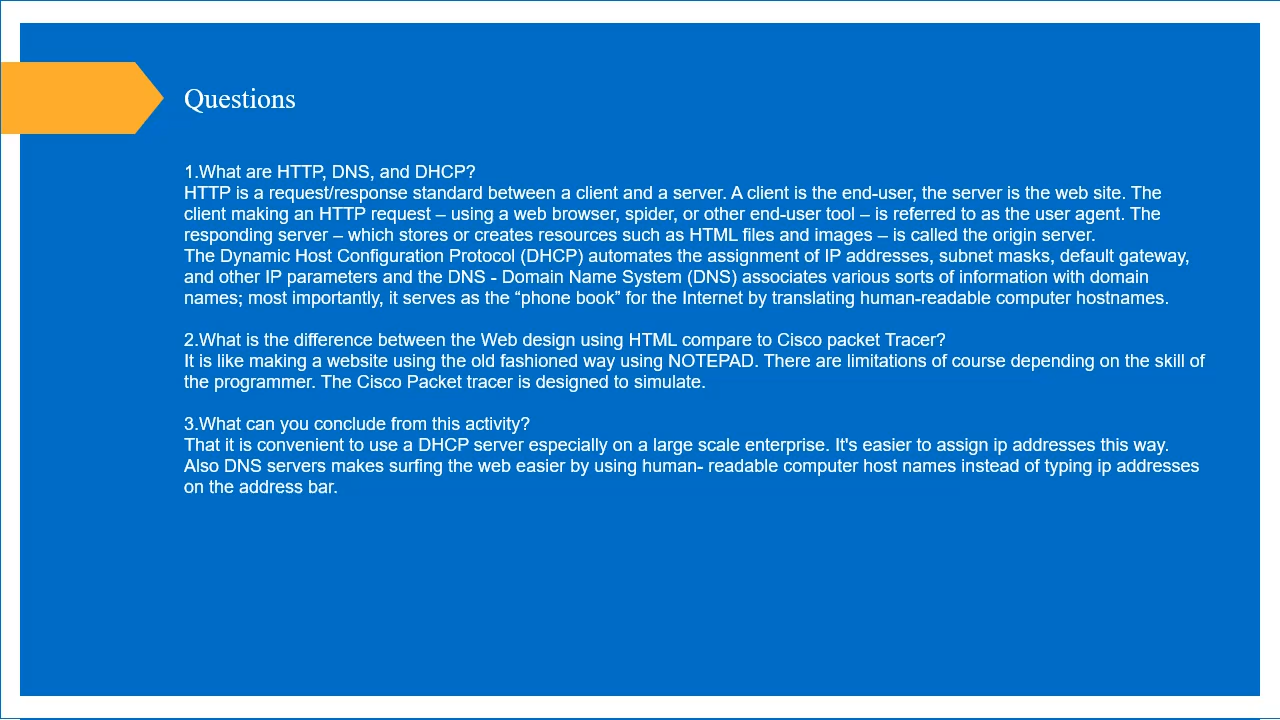 Questions
1.What are HTTP, DNS, and DHCP?
HTTP is a request/response standard between a client and a server. A client is the end-user, the server is the web site. The
client making an HTTP request – using a web browser, spider, or other end-user tool – is referred to as the user agent. The
responding server – which stores or creates resources such as HTML files and images – is called the origin server.
The Dynamic Host Configuration Protocol (DHCP) automates the assignment of IP addresses, subnet masks, default gateway,
and other IP parameters and the DNS - Domain Name System (DNS) associates various sorts of information with domain
names; most importantly, it serves as the “phone book” for the Internet by translating human-readable computer hostnames.
2.What is the difference between the Web design using HTML compare to Cisco packet Tracer?
It is like making a website using the old fashioned way using NOTEPAD. There are limitations of course depending on the skill of
the programmer. The Cisco Packet tracer is designed to simulate.
3.What can you conclude from this activity?
That it is convenient to use a DHCP server especially on a large scale enterprise. It's easier to assign ip addresses this way.
Also DNS servers makes surfing the web easier by using human- readable computer host names instead of typing ip addresses
on the address bar.